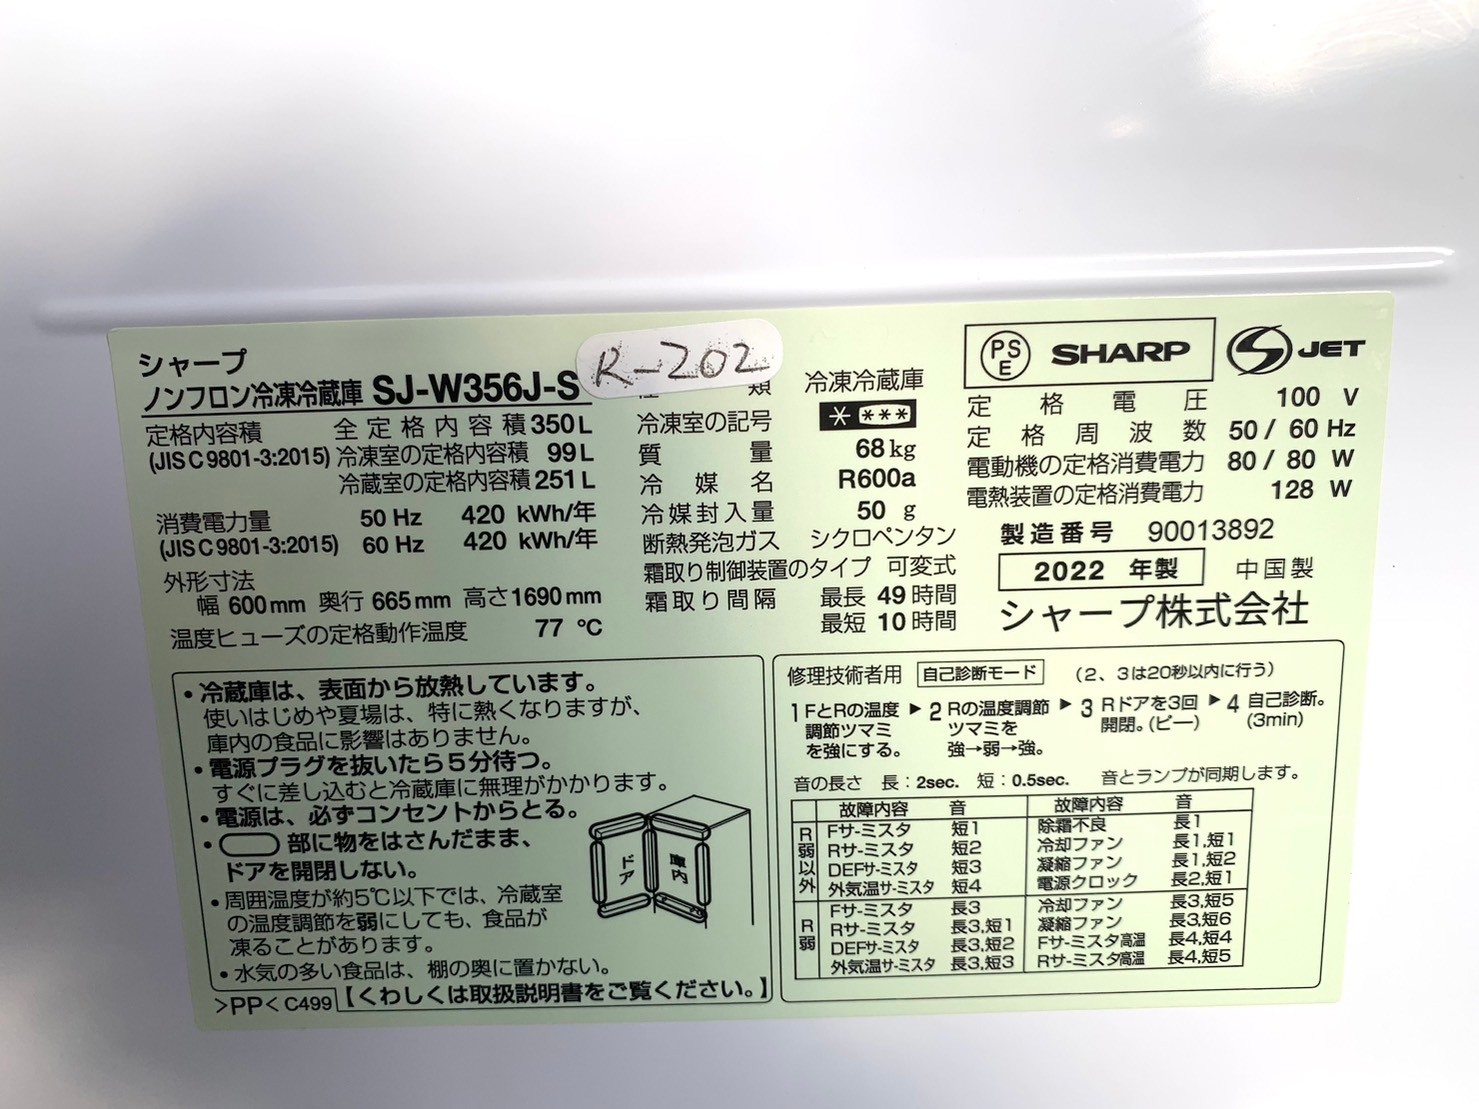 シャープ
ノンフロン冷凍冷蔵庫 SJ-W356J-S
R-202
定格内容積 全定格内容積 350L
(JIS C 9801-3:2015) 冷凍室の定格内容積 99L
冷蔵室の定格内容積 251L
消費電力量 50 Hz 420 kWh/年
(JIS C 9801-3:2015) 60 Hz 420 kWh/年
外形寸法
幅 600mm 奥行 665mm 高さ1690mm
温度ヒューズの定格動作温度 77 ℃
類 冷凍冷蔵庫
冷凍室の記号 * ***
質量 68kg
冷媒名 R600a
冷媒封入量 50 g
断熱発泡ガス シクロペンタン
霜取り制御装置のタイプ 可変式
霜取り間隔 最長 49 時間
最短 10 時間
PSE SHARP S JET
定格電圧 100 V
定格周波数 50 / 60 Hz
電動機の定格消費電力 80 / 80 W
電熱装置の定格消費電力 128 W
製造番号 90013892
2022 年製 中国製
シャープ株式会社
・冷蔵庫は、表面から放熱しています。
使いはじめや夏場は、特に熱くなりますが、
庫内の食品に影響はありません。
・電源プラグを抜いたら5分待つ。
すぐに差し込むと冷蔵庫に無理がかかります。
・電源は、必ずコンセントからとる。
・部に物をはさんだまま、
ドアを開閉しない。
・周囲温度が約5℃以下では、冷蔵室
の温度調節を弱にしても、食品が
凍ることがあります。
・水気の多い食品は、棚の奥に置かない。
ドア 庫内
>PP< C499 【くわしくは取扱説明書をご覧ください。】
修理技術者用 自己診断モード (2、3は20秒以内に行う)
1 FとRの温度 ▶ 2 Rの温度調節 ▶ 3 Rドアを3回 ▶ 4 自己診断。
調節ツマミ ツマミを 開閉。(ピー) (3min)
を強にする。 強→弱→強。
音の長さ 長:2sec. 短:0.5sec. 音とランプが同期します。
故障内容 音 故障内容 音
R弱以外 Fサーミスタ 短1 除霜不良 長1
Rサーミスタ 短2 冷却ファン 長1,短1
DEFサーミスタ 短3 凝縮ファン 長1,短2
外気温サーミスタ 短4 電源クロック 長2,短1
R弱 Fサーミスタ 長3 冷却ファン 長3,短5
Rサーミスタ 長3,短1 凝縮ファン 長3,短6
DEFサーミスタ 長3,短2 Fサーミスタ高温 長4,短4
外気温サーミスタ 長3,短3 Rサーミスタ高温 長4,短5